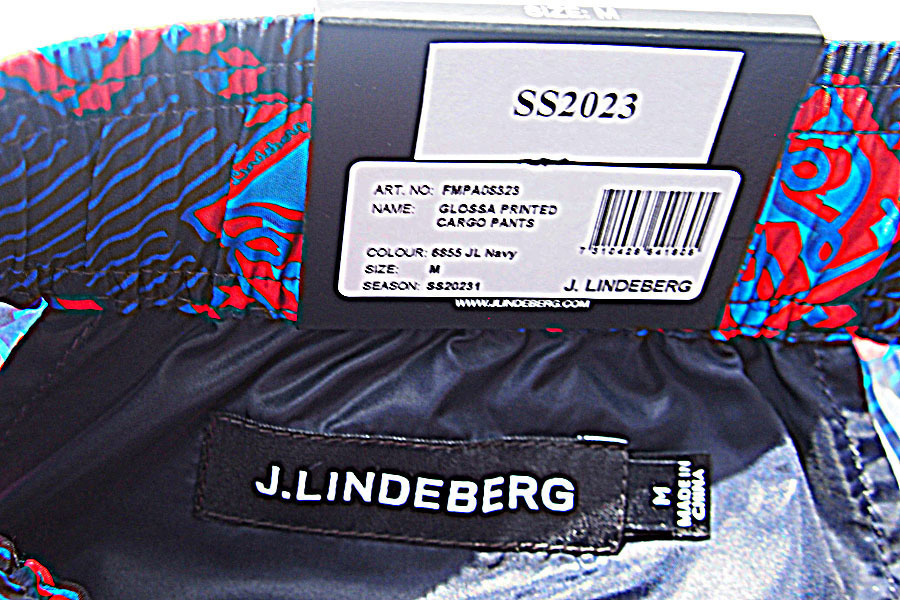 SIZE: M
SS2023
ART. NO: FMPA08323
NAME: GLOSSA PRINTED
CARGO PANTS
COLOUR: 6855 JL Navy
SIZE: M
SEASON: SS20231
J. LINDEBERG
WWW.JLINDEBERG.COM
J.LINDEBERG
M
MADE IN
CHINA